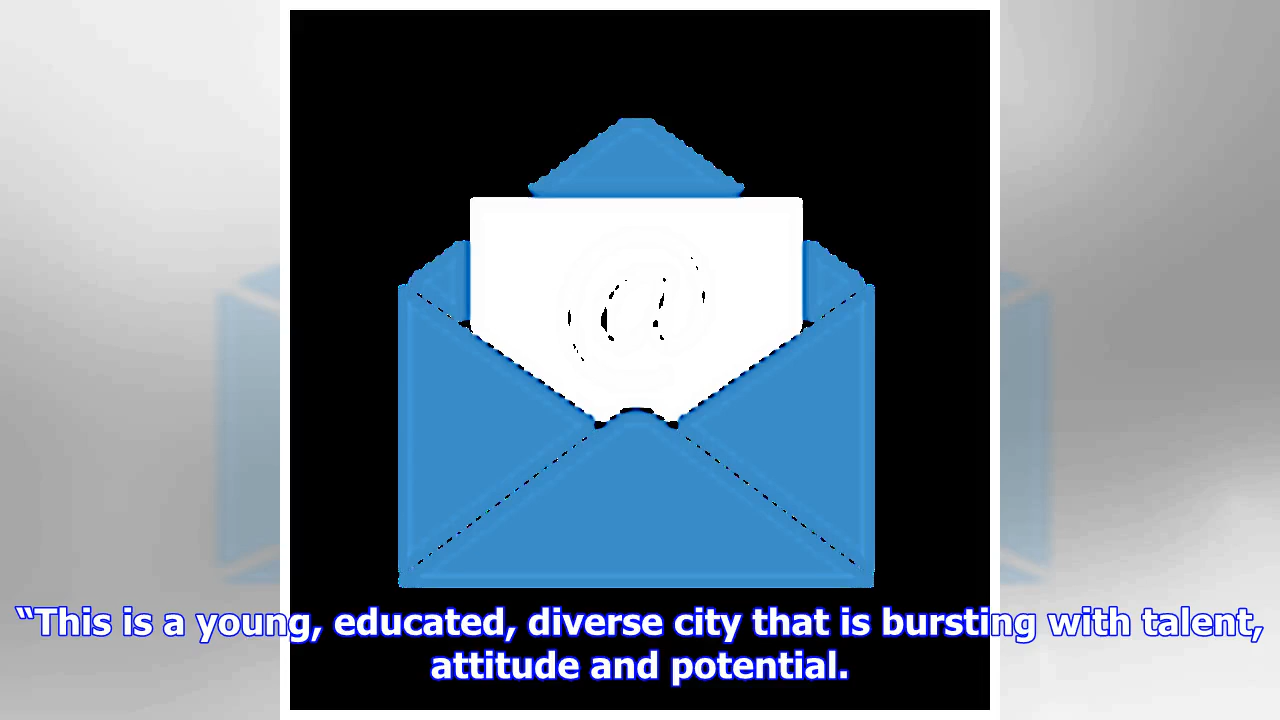 “This is a young, educated, diverse city that is bursting with talent,
attitude and potential.